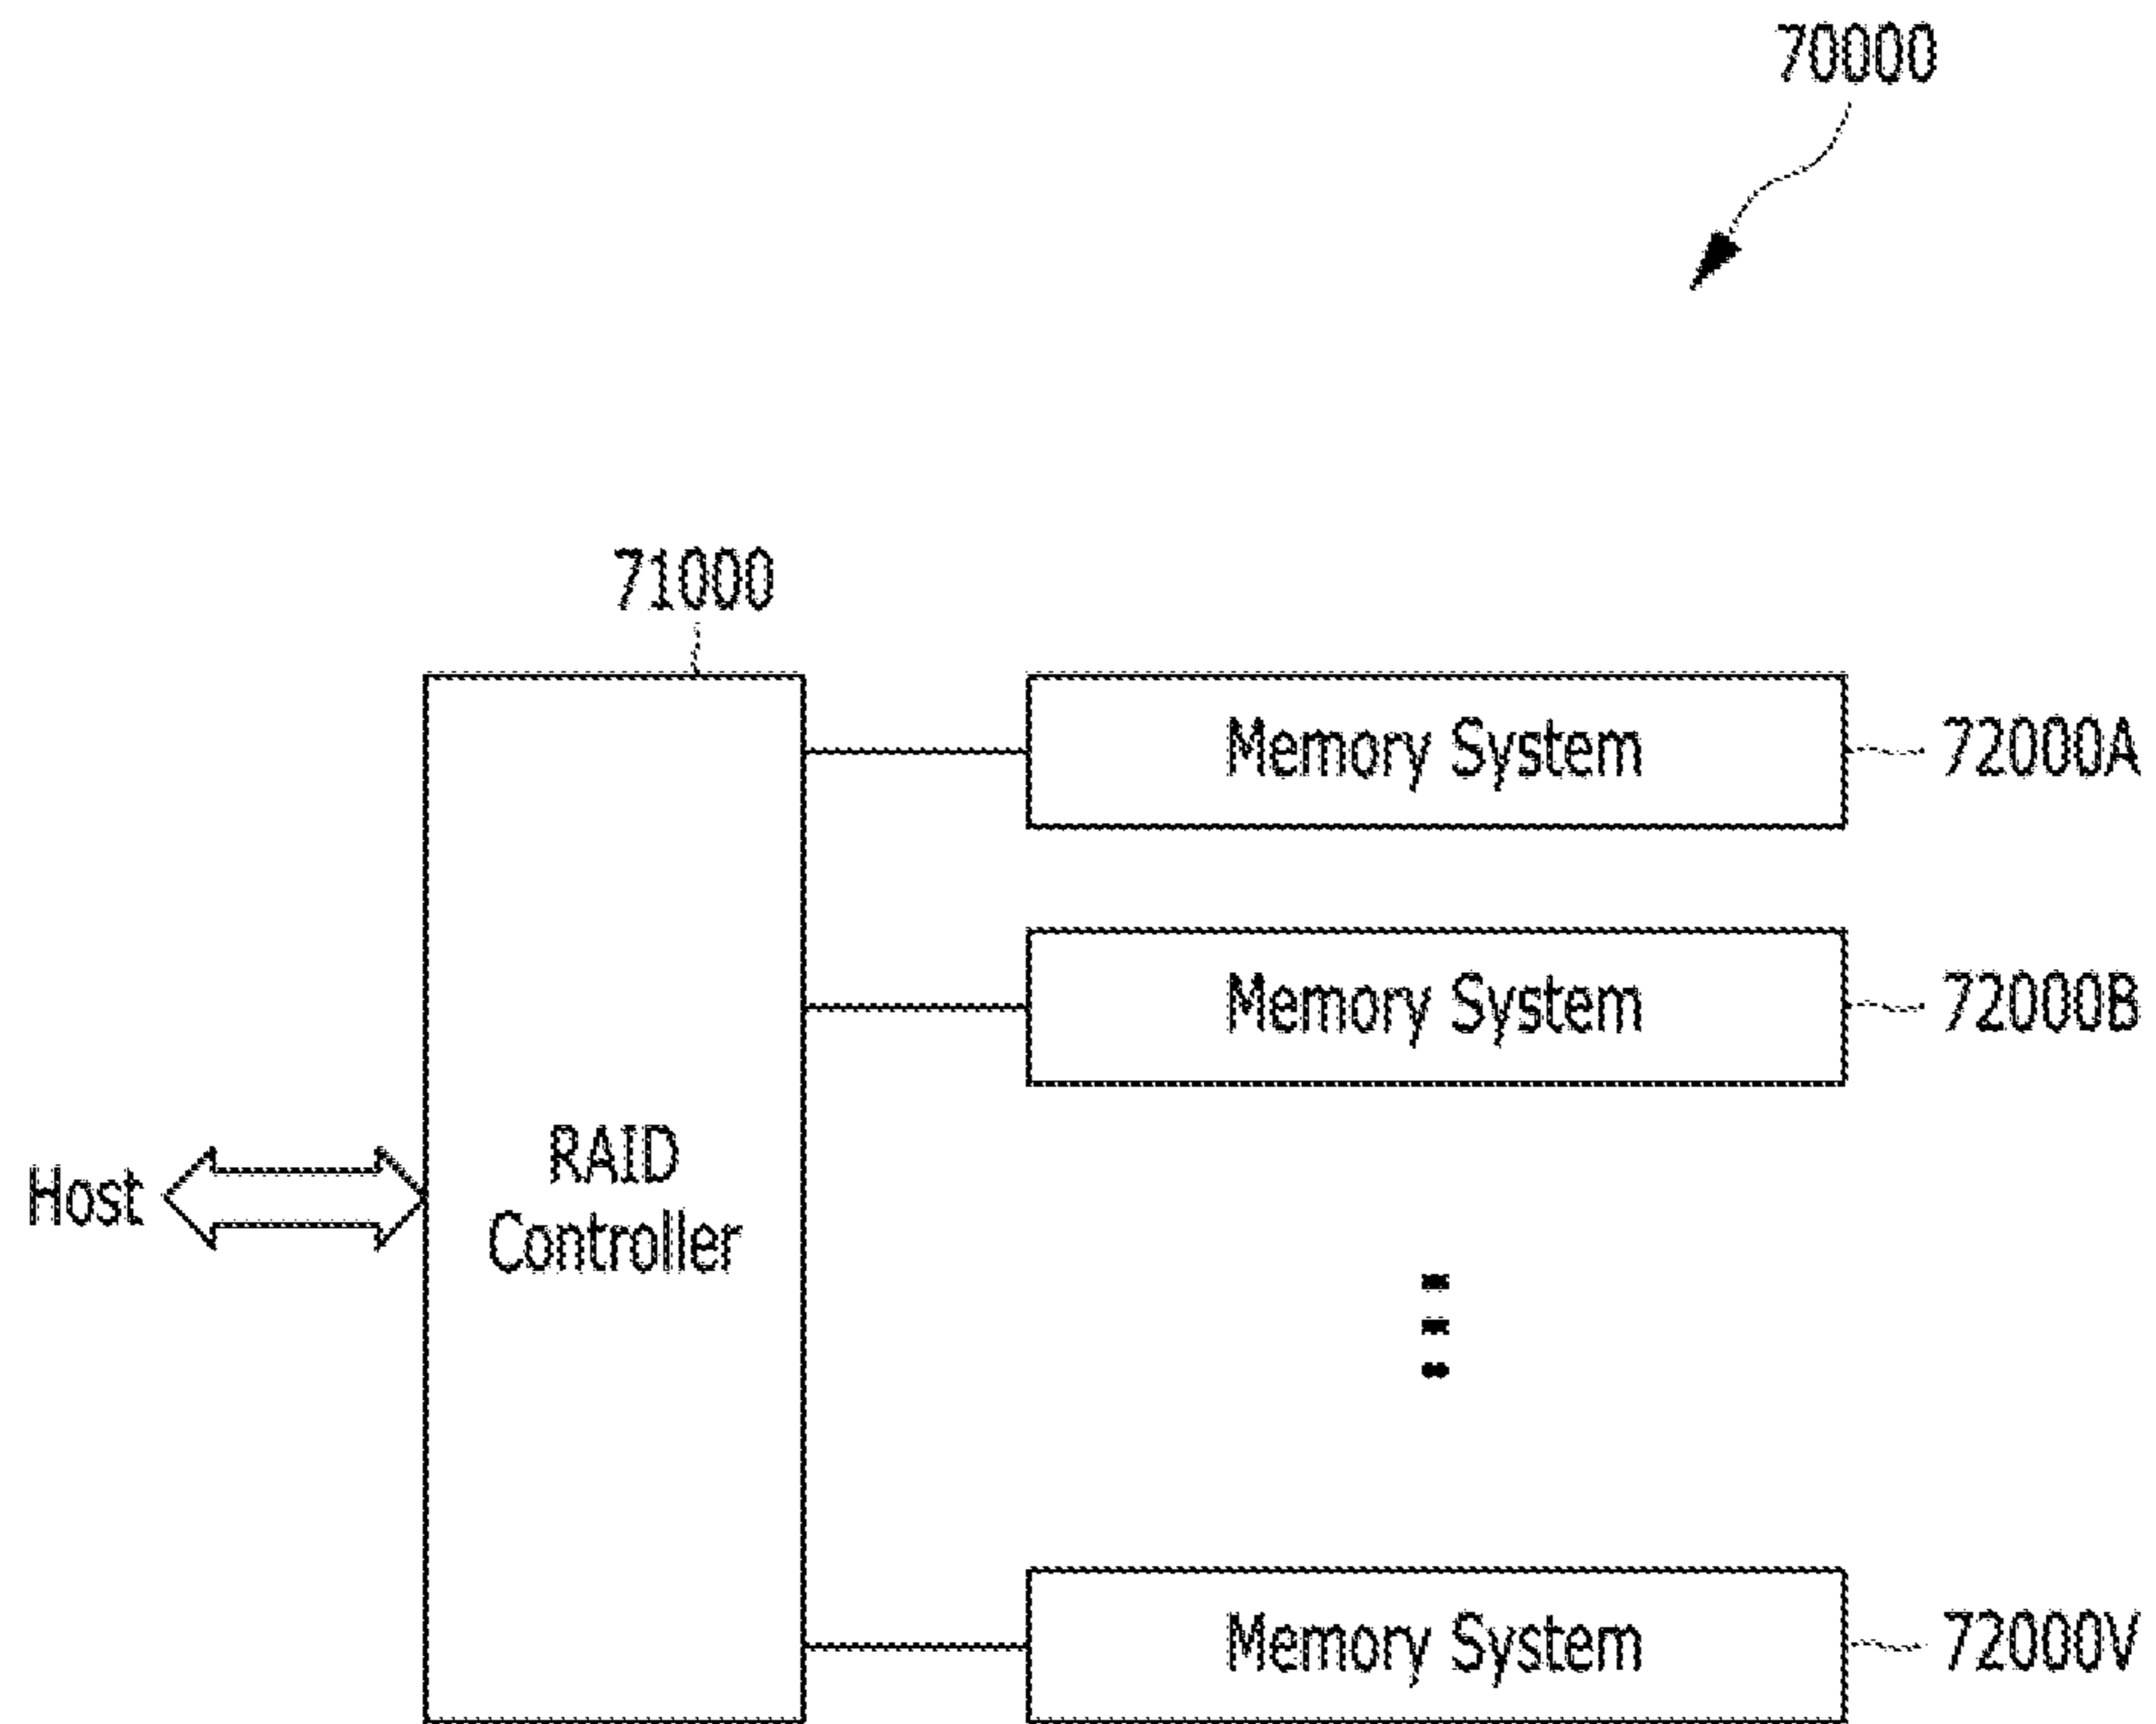 70000
71000
Memory System 72000A
Memory System 72000B
Host
RAID
Controller
Memory System 72000V